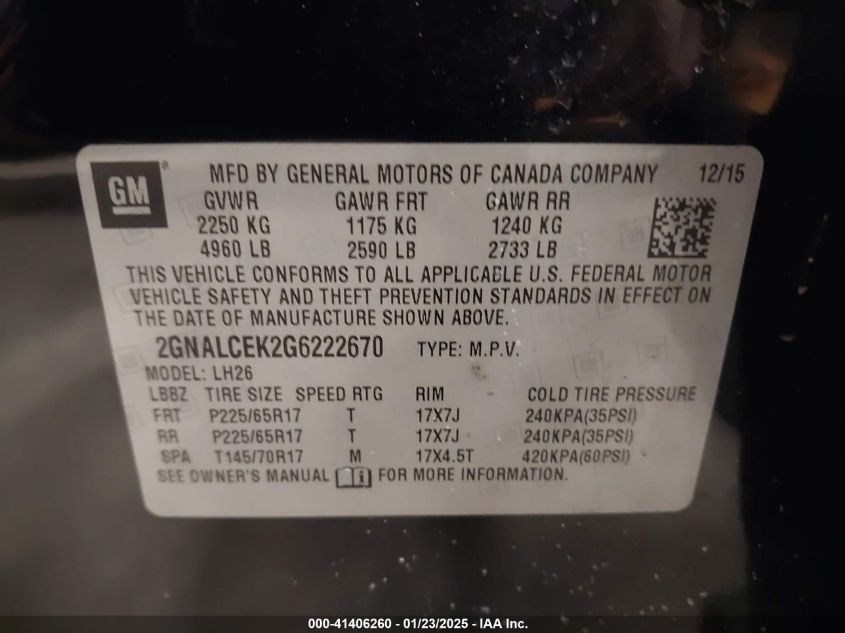 GM ® MFD BY GENERAL MOTORS OF CANADA COMPANY 12/15
GVWR GAWR FRT GAWR RR
2250 KG 1175 KG 1240 KG
4960 LB 2590 LB 2733 LB
THIS VEHICLE CONFORMS TO ALL APPLICABLE U.S. FEDERAL MOTOR
VEHICLE SAFETY AND THEFT PREVENTION STANDARDS IN EFFECT ON
THE DATE OF MANUFACTURE SHOWN ABOVE.
2GNALCEK2G6222670 TYPE: M.P.V.
MODEL: LH26
LBBZ TIRE SIZE SPEED RTG RIM COLD TIRE PRESSURE
FRT P225/65R17 T 17X7J 240KPA(35PSI)
RR P225/65R17 T 17X7J 240KPA(35PSI)
SPA T145/70R17 M 17X4.5T 420KPA(60PSI)
SEE OWNER'S MANUAL FOR MORE INFORMATION.
000-41406260 - 01/23/2025 - IAA Inc.